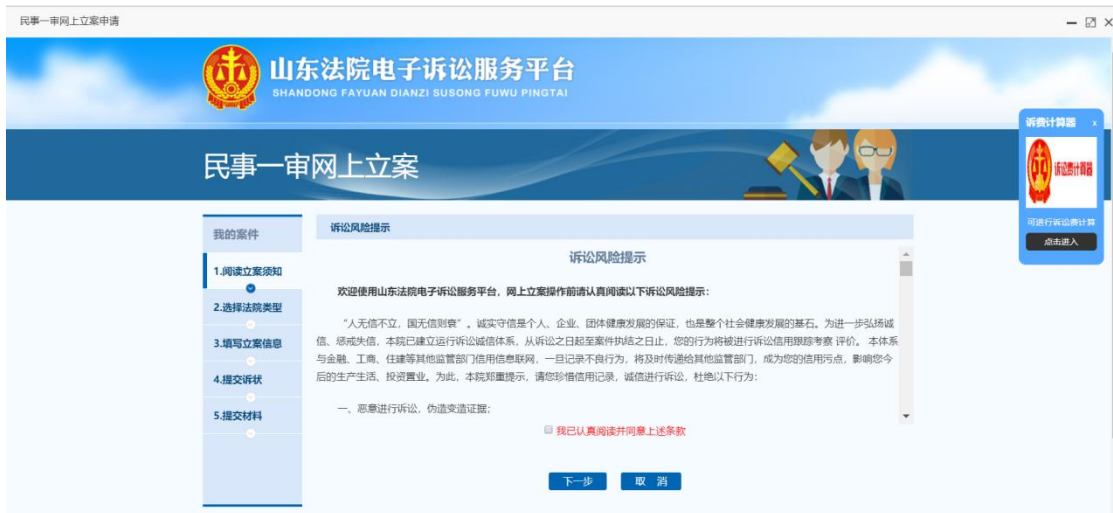 民事一审网上立案申请
山东法院电子诉讼服务平台
SHANDONG FAYUAN DIANZI SUSONG FUWU PINGTAI
诉费计算器 x
诉讼费计算器
可进行诉讼费计算
点击进入
民事一审网上立案
我的案件
1.阅读立案须知
2.选择法院类型
3.填写立案信息
4.提交诉状
5.提交材料
诉讼风险提示
诉讼风险提示
欢迎使用山东法院电子诉讼服务平台，网上立案操作前请认真阅读以下诉讼风险提示：
“人无信不立，国无信则衰”。诚实守信是个人、企业、团体健康发展的保证，也是整个社会健康发展的基石。为进一步弘扬诚
信、惩戒失信，本院已建立运行诉讼诚信体系，从诉讼之日起至案件执结之日止，您的行为将被进行诉讼信用跟踪考察 评价。 本体系
与金融、工商、住建等其他监管部门信用信息联网，一旦记录不良行为，将及时传递给其他监管部门，成为您的信用污点，影响您今
后的生产生活、投资置业。为此，本院郑重提示，请您珍惜信用记录，诚信进行诉讼，杜绝以下行为：
一、恶意进行诉讼，伪造变造证据；
我已认真阅读并同意上述条款
下一步 取 消